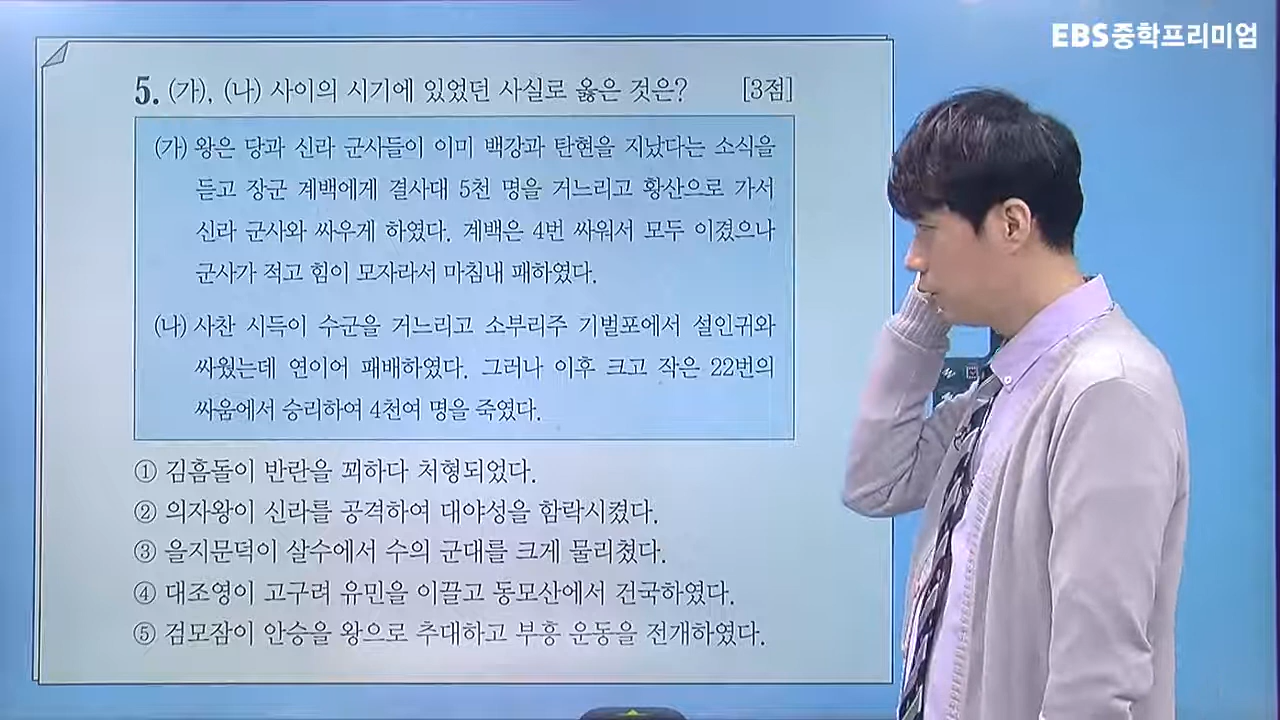 EBS중학프리미엄
5. (가), (나) 사이의 시기에 있었던 사실로 옳은 것은? [3점]
(가) 왕은 당과 신라 군사들이 이미 백강과 탄현을 지났다는 소식을
듣고 장군 계백에게 결사대 5천 명을 거느리고 황산으로 가서
신라 군사와 싸우게 하였다. 계백은 4번 싸워서 모두 이겼으나
군사가 적고 힘이 모자라서 마침내 패하였다.
(나) 사찬 시득이 수군을 거느리고 소부리주 기벌포에서 설인귀와
싸웠는데 연이어 패배하였다. 그러나 이후 크고 작은 22번의
싸움에서 승리하여 4천여 명을 죽였다.
① 김흠돌이 반란을 꾀하다 처형되었다.
② 의자왕이 신라를 공격하여 대야성을 함락시켰다.
③ 을지문덕이 살수에서 수의 군대를 크게 물리쳤다.
④ 대조영이 고구려 유민을 이끌고 동모산에서 건국하였다.
⑤ 검모잠이 안승을 왕으로 추대하고 부흥 운동을 전개하였다.